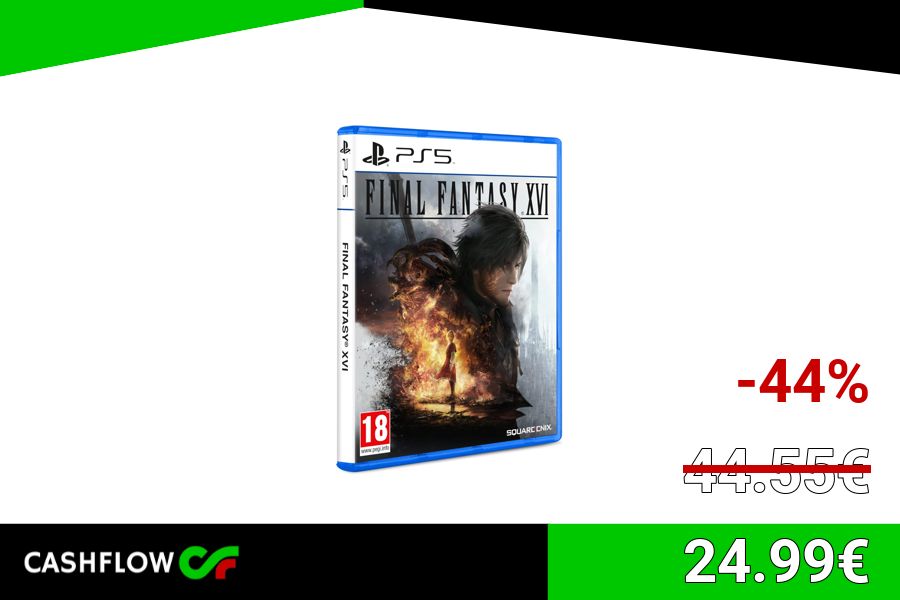 PS5
PS5
FINAL FANTASY XVI
FINAL FANTASY® XVI
18
www.pegi.info
SQUARE ENIX
-44%
44.55€
CASHFLOW
24.99€